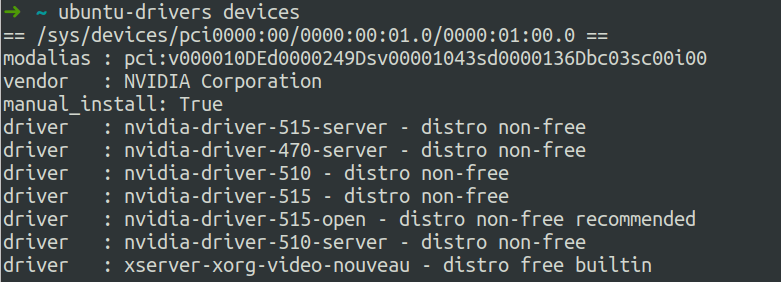 ➜ ~ ubuntu-drivers devices
== /sys/devices/pci0000:00/0000:00:01.0/0000:01:00.0 ==
modalias : pci:v000010DEd0000249Dsv00001043sd0000136Dbc03sc00i00
vendor   : NVIDIA Corporation
manual_install: True
driver   : nvidia-driver-515-server - distro non-free
driver   : nvidia-driver-470-server - distro non-free
driver   : nvidia-driver-510 - distro non-free
driver   : nvidia-driver-515 - distro non-free
driver   : nvidia-driver-515-open - distro non-free recommended
driver   : nvidia-driver-510-server - distro non-free
driver   : xserver-xorg-video-nouveau - distro free builtin